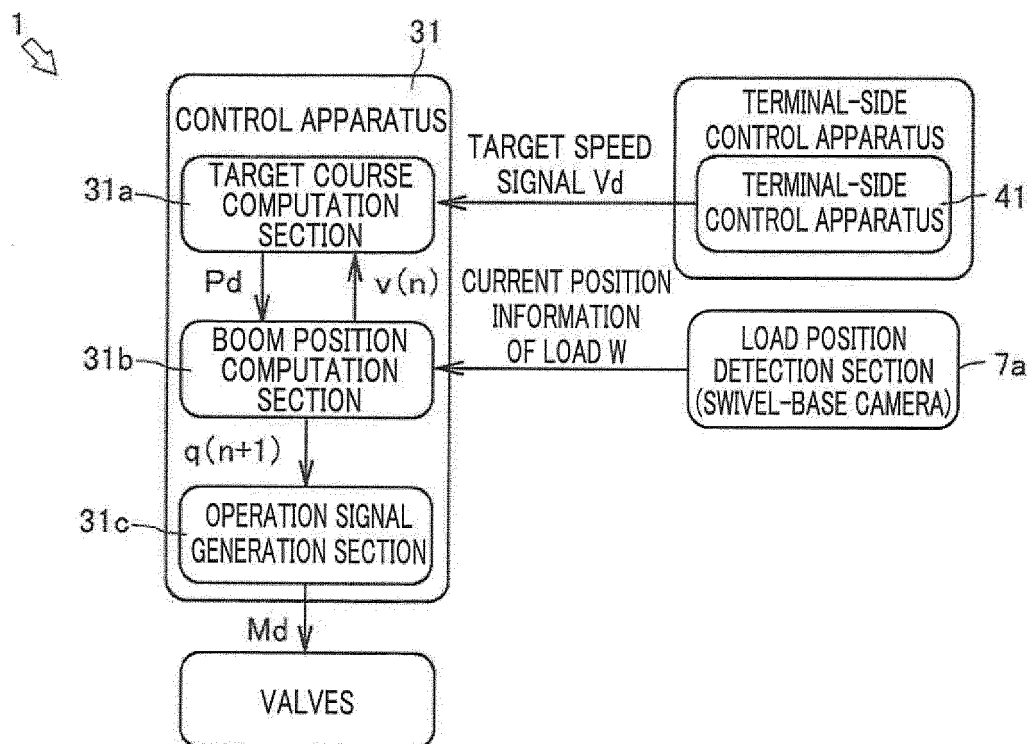 1
31
CONTROL APPARATUS
31a
TARGET COURSE
COMPUTATION
SECTION
Pd
v(n)
31b
BOOM POSITION
COMPUTATION
SECTION
q(n+1)
31c
OPERATION SIGNAL
GENERATION SECTION
Md
VALVES
TARGET SPEED
SIGNAL Vd
TERMINAL-SIDE
CONTROL APPARATUS
TERMINAL-SIDE
CONTROL APPARATUS
41
CURRENT POSITION
INFORMATION
OF LOAD W
LOAD POSITION
DETECTION SECTION
(SWIVEL-BASE CAMERA)
7a